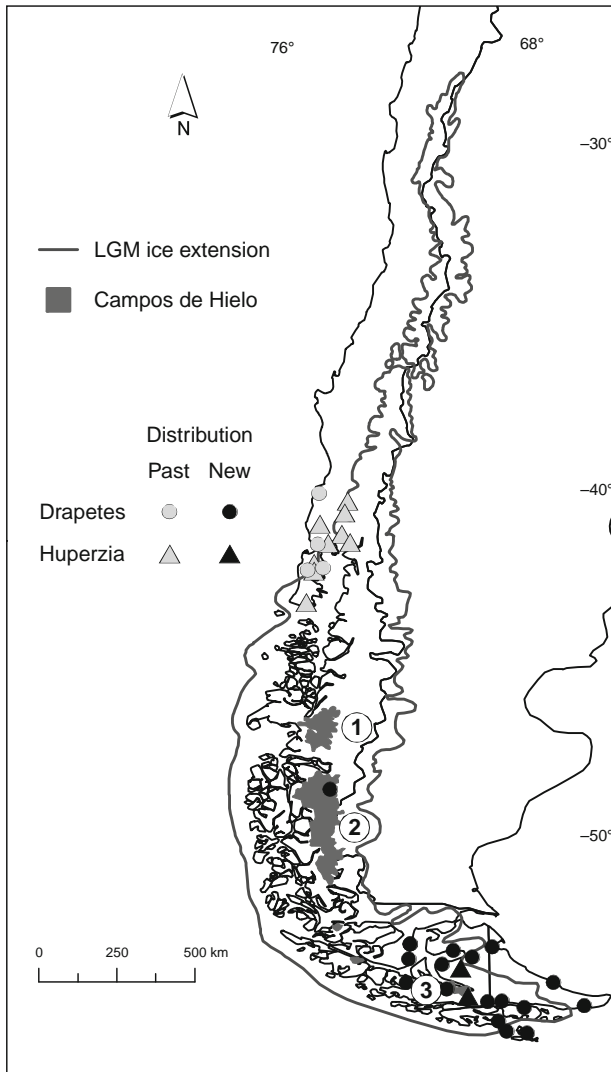 76°
68°
N
–30°
LGM ice extension
Campos de Hielo
Distribution
Past New
Drapetes
Huperzia
–40°
1
2
–50°
0 250 500 km
3